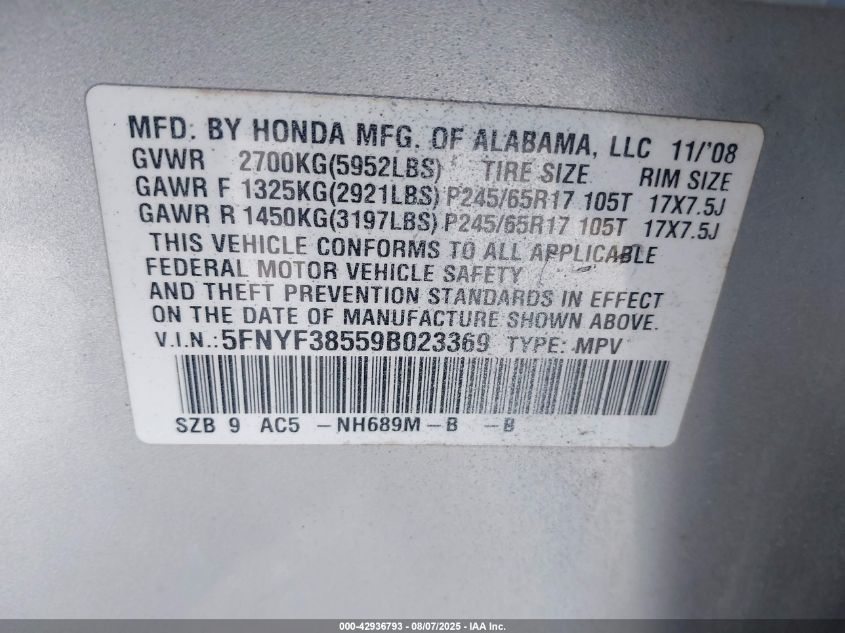 MFD. BY HONDA MFG. OF ALABAMA, LLC 11/'08
GVWR 2700KG(5952LBS) TIRE SIZE RIM SIZE
GAWR F 1325KG(2921LBS) P245/65R17 105T 17X7.5J
GAWR R 1450KG(3197LBS) P245/65R17 105T 17X7.5J
THIS VEHICLE CONFORMS TO ALL APPLICABLE
FEDERAL MOTOR VEHICLE SAFETY
AND THEFT PREVENTION STANDARDS IN EFFECT
ON THE DATE OF MANUFACTURE SHOWN ABOVE.
V.I.N.:5FNYF38559B023369 TYPE: MPV
SZB 9 AC5 -NH689M-B -B
000-42936793 - 08/07/2025 - IAA Inc.